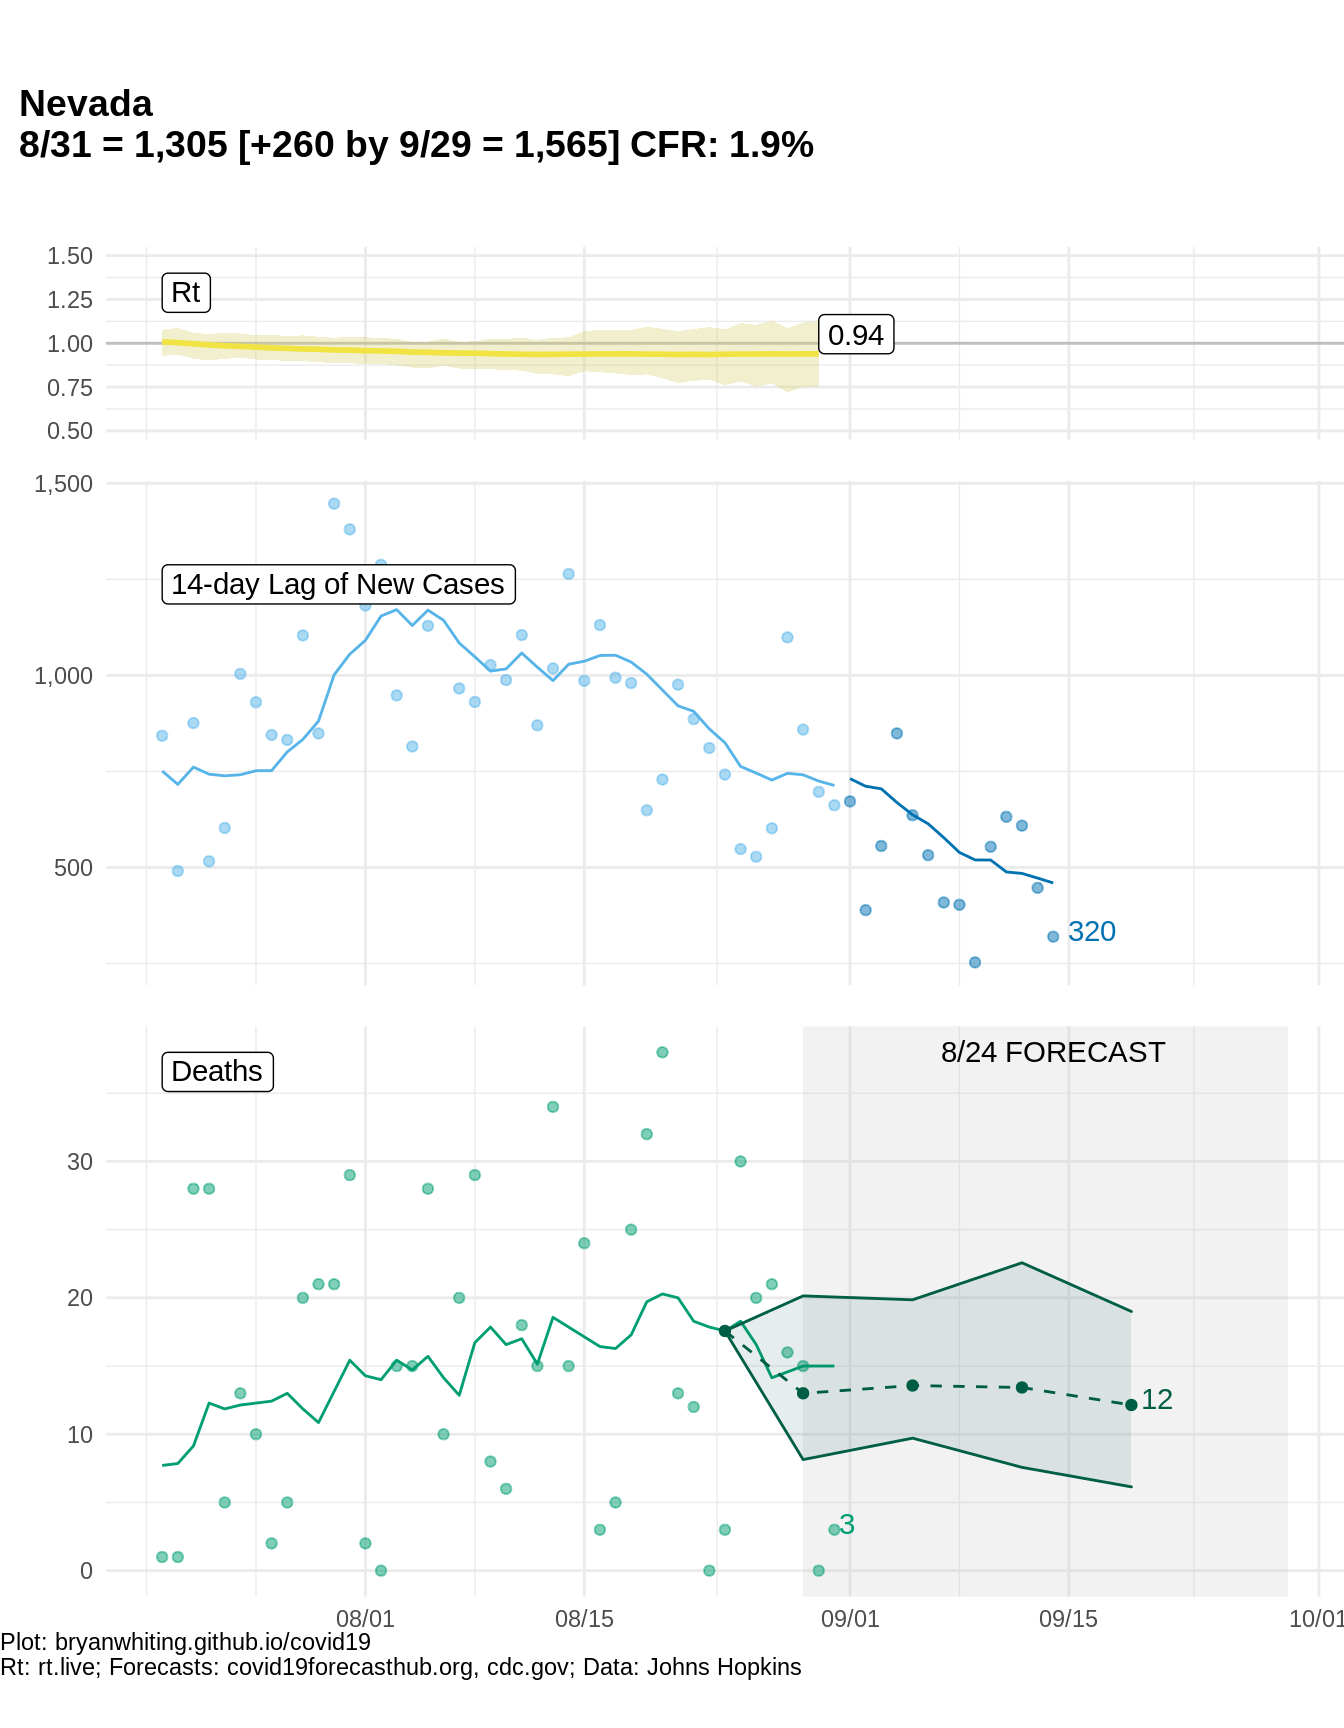 Nevada
8/31 = 1,305 [+260 by 9/29 = 1,565] CFR: 1.9%
1.50
1.25
1.00
0.75
0.50
Rt
0.94
1,500
1,000
500
14-day Lag of New Cases
320
30
20
10
0
Deaths
8/24 FORECAST
12
3
08/01
08/15
09/01
09/15
10/01
Plot: bryanwhiting.github.io/covid19
Rt: rt.live; Forecasts: covid19forecasthub.org, cdc.gov; Data: Johns Hopkins